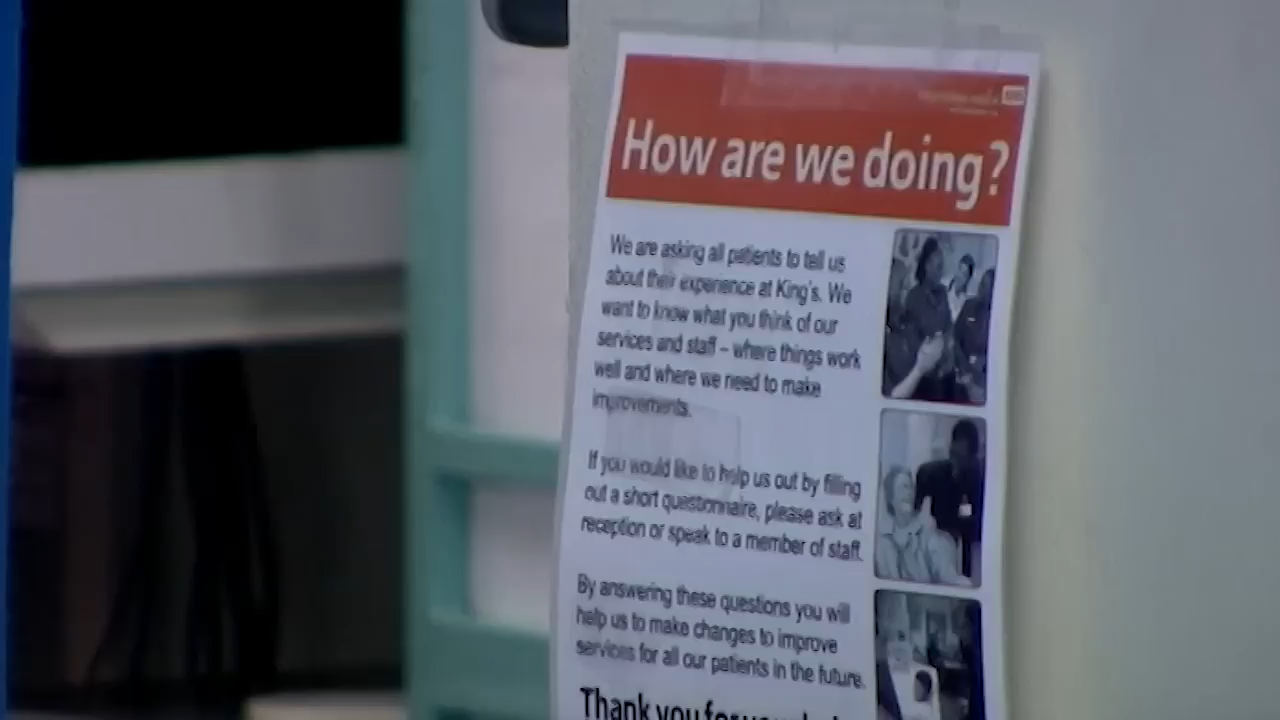 How are we doing?
We are asking all patients to tell us
about their experience at King's. We
want to know what you think of our
services and staff – where things work
well and where we need to make
improvements.
If you would like to help us out by filling
out a short questionnaire, please ask at
reception or speak to a member of staff.
By answering these questions you will
help us to make changes to improve
services for all our patients in the future.
Thank you for your